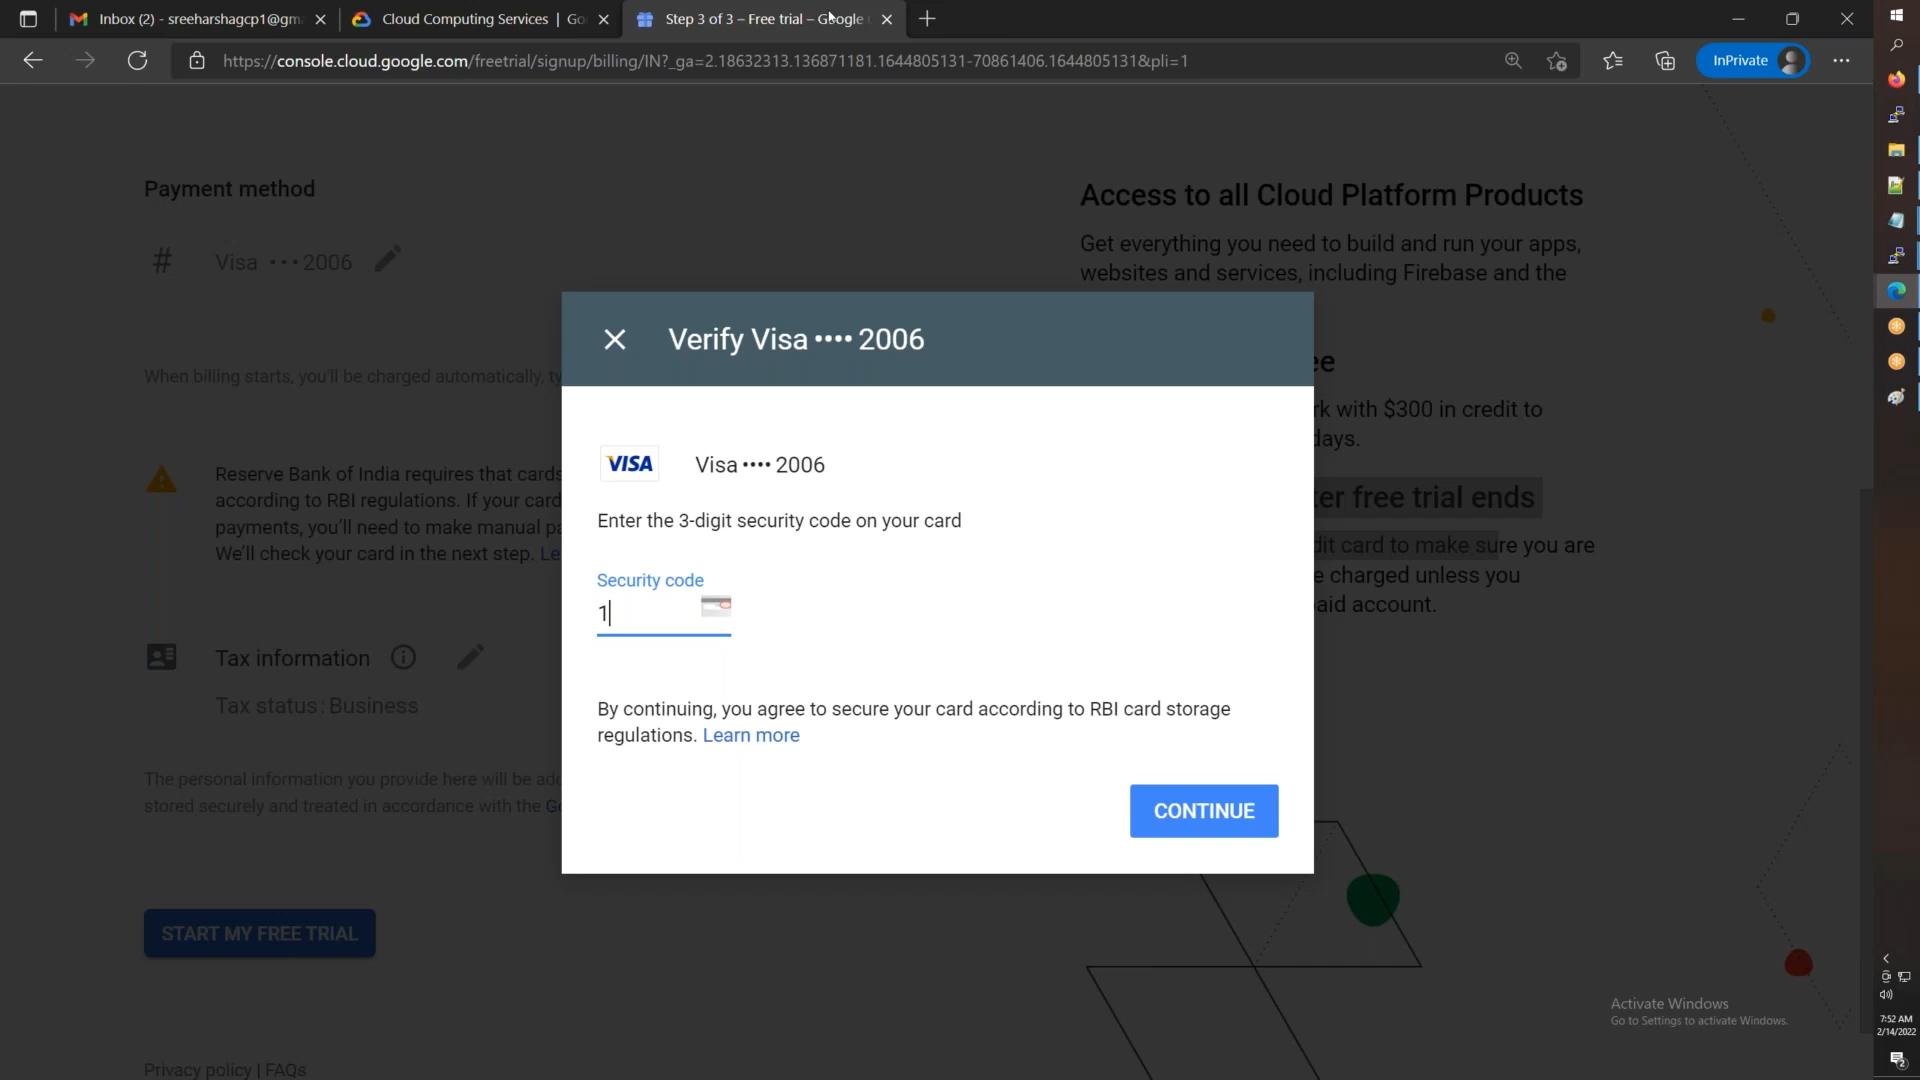 Inbox (2) - sreeharshagcp1@gm
Cloud Computing Services | Go
Step 3 of 3 – Free trial – Google
https://console.cloud.google.com/freetrial/signup/billing/IN?_ga=2.18632313.136871181.1644805131-70861406.1644805131&pli=1
InPrivate
Payment method
# Visa ••• 2006
When billing starts, you'll be charged automatically, ty
Reserve Bank of India requires that cards
according to RBI regulations. If your card
payments, you'll need to make manual pa
We'll check your card in the next step. Le
Tax information
Tax status: Business
The personal information you provide here will be add
stored securely and treated in accordance with the Go
START MY FREE TRIAL
Privacy policy | FAQs
Access to all Cloud Platform Products
Get everything you need to build and run your apps,
websites and services, including Firebase and the
ee
rk with $300 in credit to
days.
ter free trial ends
dit card to make sure you are
e charged unless you
aid account.
Verify Visa •••• 2006
VISA
Visa •••• 2006
Enter the 3-digit security code on your card
Security code
1
By continuing, you agree to secure your card according to RBI card storage
regulations. Learn more
CONTINUE
Activate Windows
Go to Settings to activate Windows.
7:52 AM
2/14/2022
2